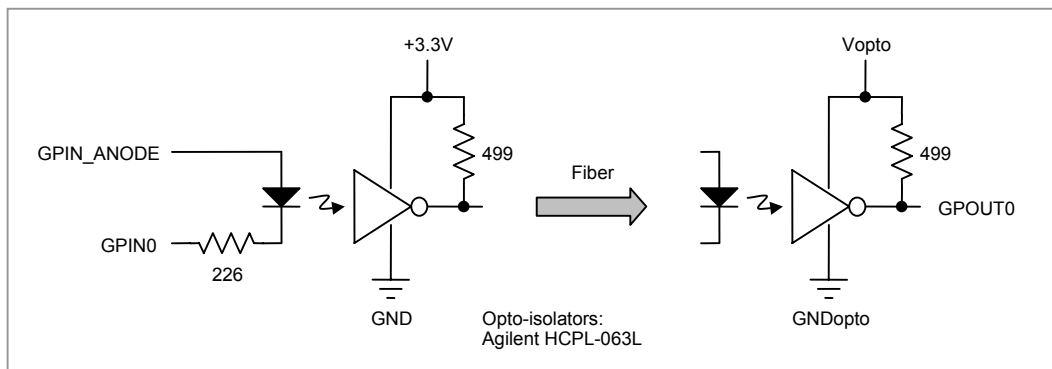 +3.3V
Vopto
GPIN_ANODE
499
Fiber
499
GPIN0
GPOUT0
226
GND
GNDopto
Opto-isolators:
Agilent HCPL-063L